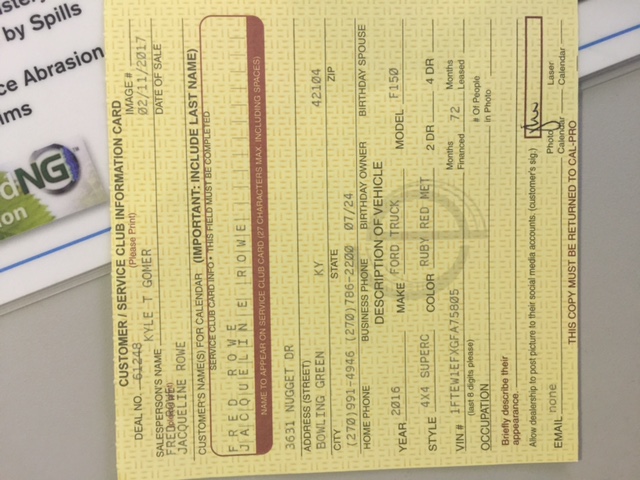 CUSTOMER / SERVICE CLUB INFORMATION CARD
(Please Print)
IMAGE #
DEAL NO. 61248
KYLE T GOMER
02/11/2017
SALESPERSON'S NAME
DATE OF SALE
FRED ROWE
JACQUELINE ROWE
CUSTOMER'S NAME(S) FOR CALENDAR (IMPORTANT: INCLUDE LAST NAME)
SERVICE CLUB CARD INFO • THIS FIELD MUST BE COMPLETED
FRED ROWE
JACQUELINE ROWE
NAME TO APPEAR ON SERVICE CLUB CARD (27 CHARACTERS MAX. INCLUDING SPACES)
3631 NUGGET DR
ADDRESS (STREET)
BOWLING GREEN KY 42104
CITY STATE ZIP
(270)991-4946 (270)786-2200 07/24
HOME PHONE BUSINESS PHONE BIRTHDAY OWNER BIRTHDAY SPOUSE
DESCRIPTION OF VEHICLE
YEAR 2016 MAKE FORD TRUCK MODEL F150
STYLE 4X4 SUPERC COLOR RUBY RED MET 2 DR 4 DR
VIN # 1FTEW1EFXGFA75805 Months Financed 72 Months Leased
(last 8 digits please)
OCCUPATION # Of People in Photo:
Briefly describe their appearance.
Allow dealership to post picture to their social media accounts. (customer's sig.)
EMAIL none
Photo Calendar
Laser Calendar
THIS COPY MUST BE RETURNED TO CAL-PRO
by Spills
ce Abrasion
NG